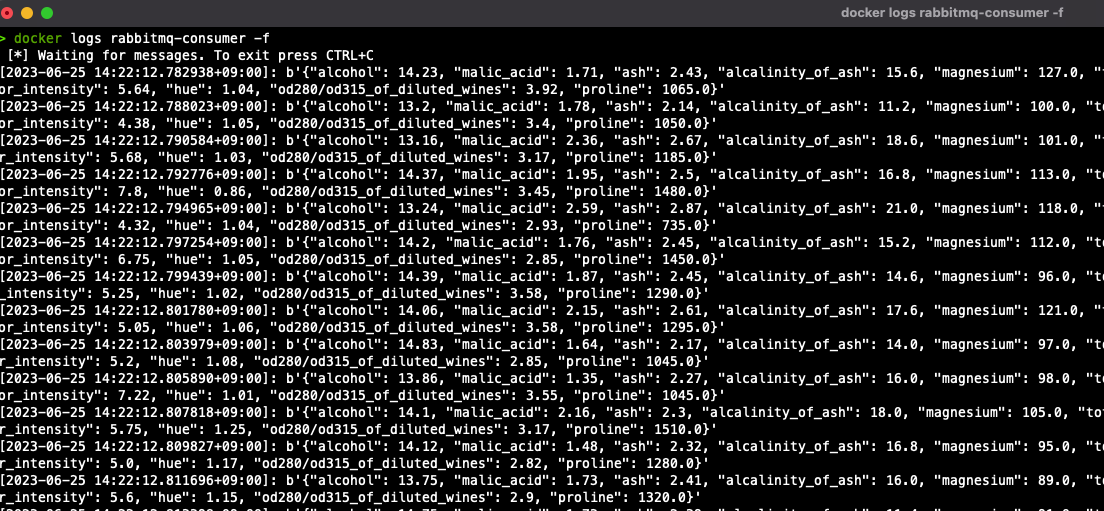 docker logs rabbitmq-consumer -f
> docker logs rabbitmq-consumer -f
[*] Waiting for messages. To exit press CTRL+C
[2023-06-25 14:22:12.782938+09:00]: b'{"alcohol": 14.23, "malic_acid": 1.71, "ash": 2.43, "alcalinity_of_ash": 15.6, "magnesium": 127.0, "
or_intensity": 5.64, "hue": 1.04, "od280/od315_of_diluted_wines": 3.92, "proline": 1065.0}'
[2023-06-25 14:22:12.788023+09:00]: b'{"alcohol": 13.2, "malic_acid": 1.78, "ash": 2.14, "alcalinity_of_ash": 11.2, "magnesium": 100.0, "to
or_intensity": 4.38, "hue": 1.05, "od280/od315_of_diluted_wines": 3.4, "proline": 1050.0}'
[2023-06-25 14:22:12.790584+09:00]: b'{"alcohol": 13.16, "malic_acid": 2.36, "ash": 2.67, "alcalinity_of_ash": 18.6, "magnesium": 101.0, "
r_intensity": 5.68, "hue": 1.03, "od280/od315_of_diluted_wines": 3.17, "proline": 1185.0}'
[2023-06-25 14:22:12.792776+09:00]: b'{"alcohol": 14.37, "malic_acid": 1.95, "ash": 2.5, "alcalinity_of_ash": 16.8, "magnesium": 113.0, "t
or_intensity": 7.8, "hue": 0.86, "od280/od315_of_diluted_wines": 3.45, "proline": 1480.0}'
[2023-06-25 14:22:12.794965+09:00]: b'{"alcohol": 13.24, "malic_acid": 2.59, "ash": 2.87, "alcalinity_of_ash": 21.0, "magnesium": 118.0, "
or_intensity": 4.32, "hue": 1.04, "od280/od315_of_diluted_wines": 2.93, "proline": 735.0}'
[2023-06-25 14:22:12.797254+09:00]: b'{"alcohol": 14.2, "malic_acid": 1.76, "ash": 2.45, "alcalinity_of_ash": 15.2, "magnesium": 112.0, "t
or_intensity": 6.75, "hue": 1.05, "od280/od315_of_diluted_wines": 2.85, "proline": 1450.0}'
[2023-06-25 14:22:12.799439+09:00]: b'{"alcohol": 14.39, "malic_acid": 1.87, "ash": 2.45, "alcalinity_of_ash": 14.6, "magnesium": 96.0, "t
_intensity": 5.25, "hue": 1.02, "od280/od315_of_diluted_wines": 3.58, "proline": 1290.0}'
[2023-06-25 14:22:12.801780+09:00]: b'{"alcohol": 14.06, "malic_acid": 2.15, "ash": 2.61, "alcalinity_of_ash": 17.6, "magnesium": 121.0, "
or_intensity": 5.05, "hue": 1.06, "od280/od315_of_diluted_wines": 3.58, "proline": 1295.0}'
[2023-06-25 14:22:12.803979+09:00]: b'{"alcohol": 14.83, "malic_acid": 1.64, "ash": 2.17, "alcalinity_of_ash": 14.0, "magnesium": 97.0, "t
r_intensity": 5.2, "hue": 1.08, "od280/od315_of_diluted_wines": 2.85, "proline": 1045.0}'
[2023-06-25 14:22:12.805890+09:00]: b'{"alcohol": 13.86, "malic_acid": 1.35, "ash": 2.27, "alcalinity_of_ash": 16.0, "magnesium": 98.0, "t
or_intensity": 7.22, "hue": 1.01, "od280/od315_of_diluted_wines": 3.55, "proline": 1045.0}'
[2023-06-25 14:22:12.807818+09:00]: b'{"alcohol": 14.1, "malic_acid": 2.16, "ash": 2.3, "alcalinity_of_ash": 18.0, "magnesium": 105.0, "to
or_intensity": 5.75, "hue": 1.25, "od280/od315_of_diluted_wines": 3.17, "proline": 1510.0}'
[2023-06-25 14:22:12.809827+09:00]: b'{"alcohol": 14.12, "malic_acid": 1.48, "ash": 2.32, "alcalinity_of_ash": 16.8, "magnesium": 95.0, "t
r_intensity": 5.0, "hue": 1.17, "od280/od315_of_diluted_wines": 2.82, "proline": 1280.0}'
[2023-06-25 14:22:12.811696+09:00]: b'{"alcohol": 13.75, "malic_acid": 1.73, "ash": 2.41, "alcalinity_of_ash": 16.0, "magnesium": 89.0, "t
r_intensity": 5.6, "hue": 1.15, "od280/od315_of_diluted_wines": 2.9, "proline": 1320.0}'